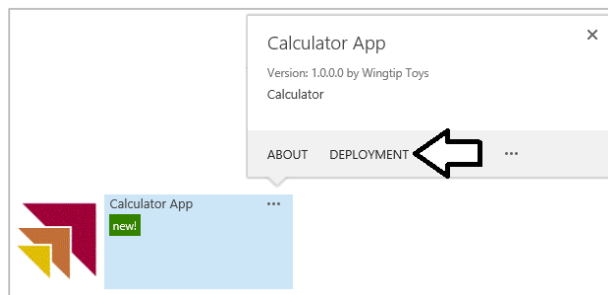 Calculator App
Version: 1.0.0.0 by Wingtip Toys
Calculator
ABOUT DEPLOYMENT ...
Calculator App ...
new!